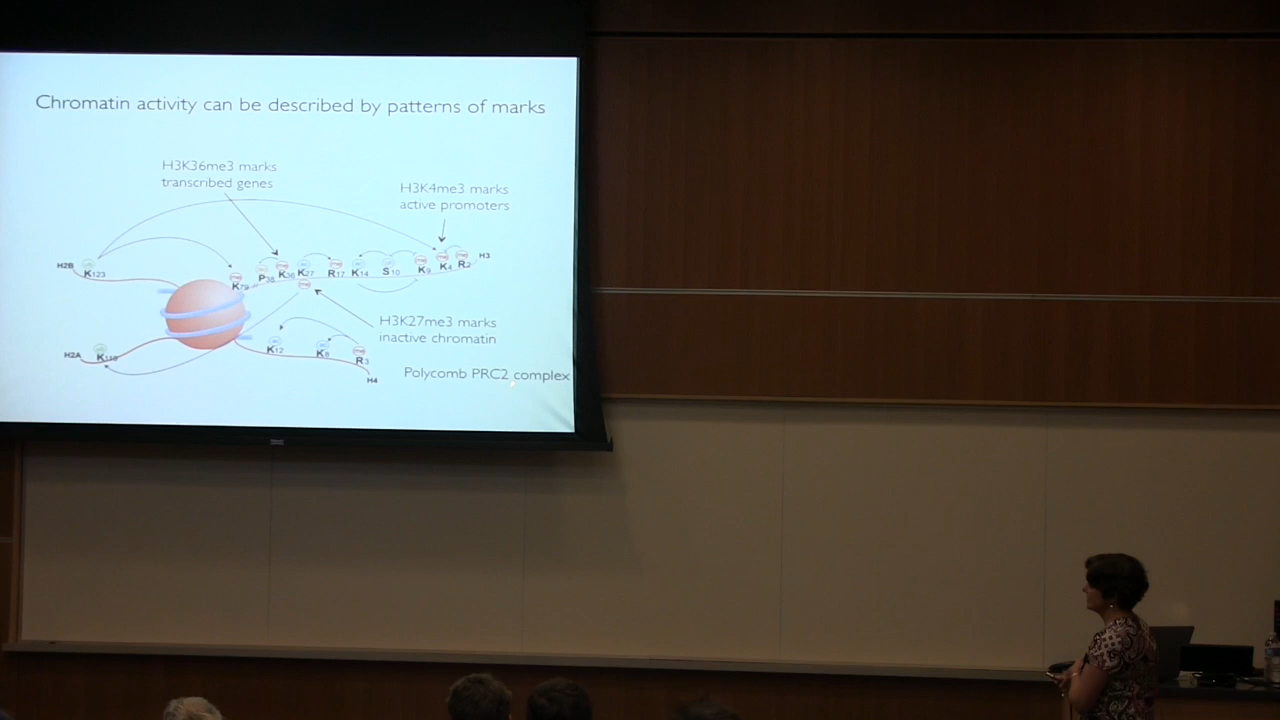 Chromatin activity can be described by patterns of marks
H3K36me3 marks
transcribed genes
H3K4me3 marks
active promoters
H2B
K123
K79
P38
K36
K27
R17
K14
S10
K9
K4
R2
H3
H3K27me3 marks
inactive chromatin
H2A
K12
K8
R3
H4
Polycomb PRC2 complex